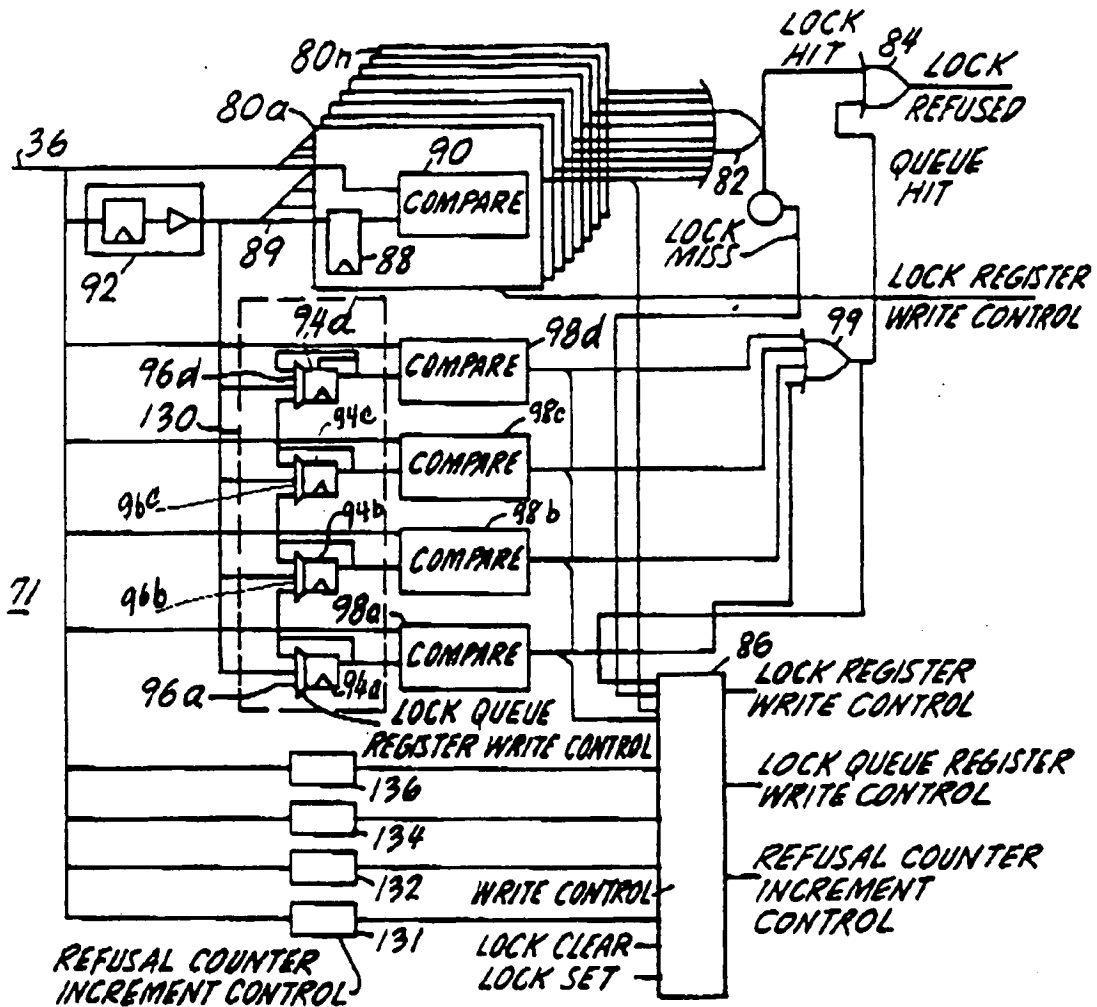 80n
LOCK
HIT
84
LOCK
REFUSED
80a
36
90
COMPARE
82
QUEUE
HIT
92
89
88
LOCK
MISS
LOCK REGISTER
WRITE CONTROL
94d
98d
99
COMPARE
96d
130
94c
98c
COMPARE
96c
94b
98b
COMPARE
71
96b
98a
COMPARE
86
LOCK REGISTER
WRITE CONTROL
96a
94a
LOCK QUEUE
REGISTER WRITE CONTROL
LOCK QUEUE REGISTER
WRITE CONTROL
136
134
132
WRITE CONTROL
REFUSAL COUNTER
INCREMENT
CONTROL
131
LOCK CLEAR
LOCK SET
REFUSAL COUNTER
INCREMENT CONTROL